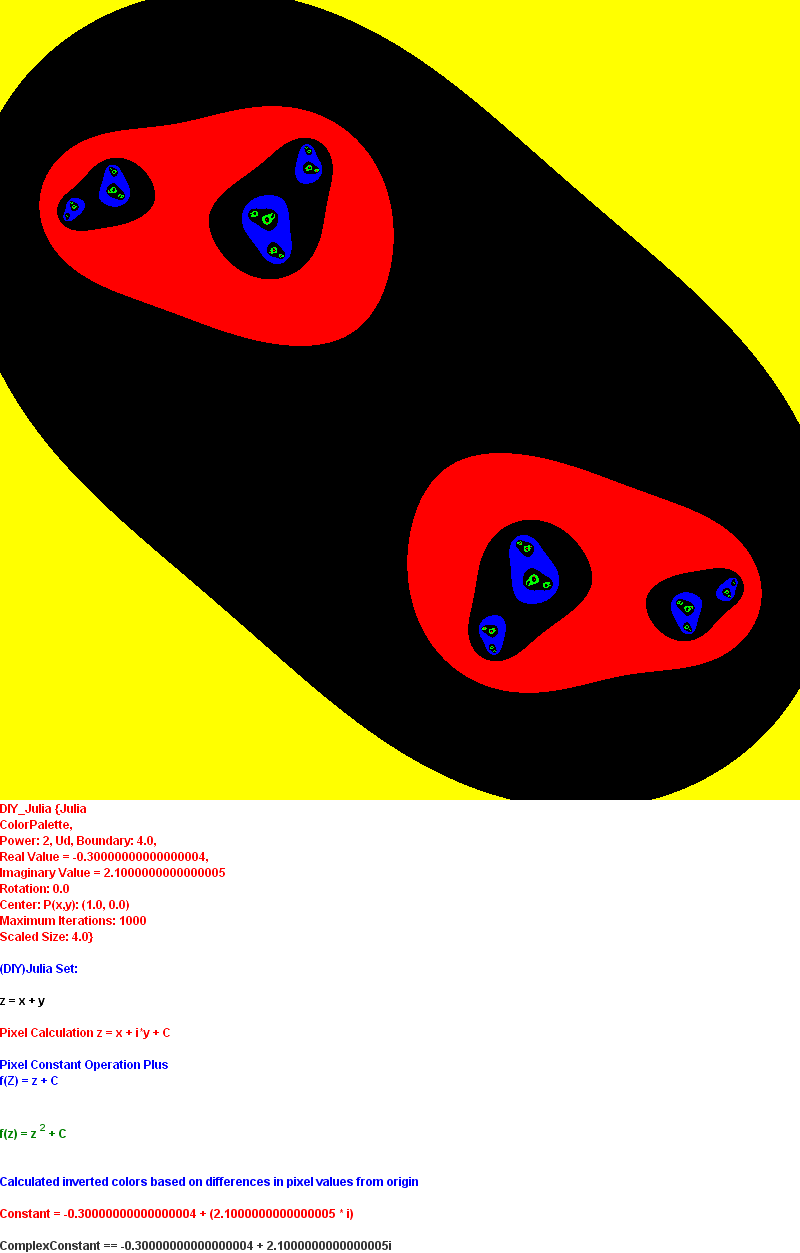 DIY_Julia {Julia
ColorPalette,
Power: 2, Ud, Boundary: 4.0,
Real Value = -0.30000000000000004,
Imaginary Value = 2.1000000000000005
Rotation: 0.0
Center: P(x,y): (1.0, 0.0)
Maximum Iterations: 1000
Scaled Size: 4.0}
(DIY)Julia Set:
z = x + y
Pixel Calculation z = x + i*y + C
Pixel Constant Operation Plus
f(Z) = z + C
f(z) = z ² + C
Calculated inverted colors based on differences in pixel values from origin
Constant = -0.30000000000000004 + (2.1000000000000005 * i)
ComplexConstant == -0.30000000000000004 + 2.1000000000000005i